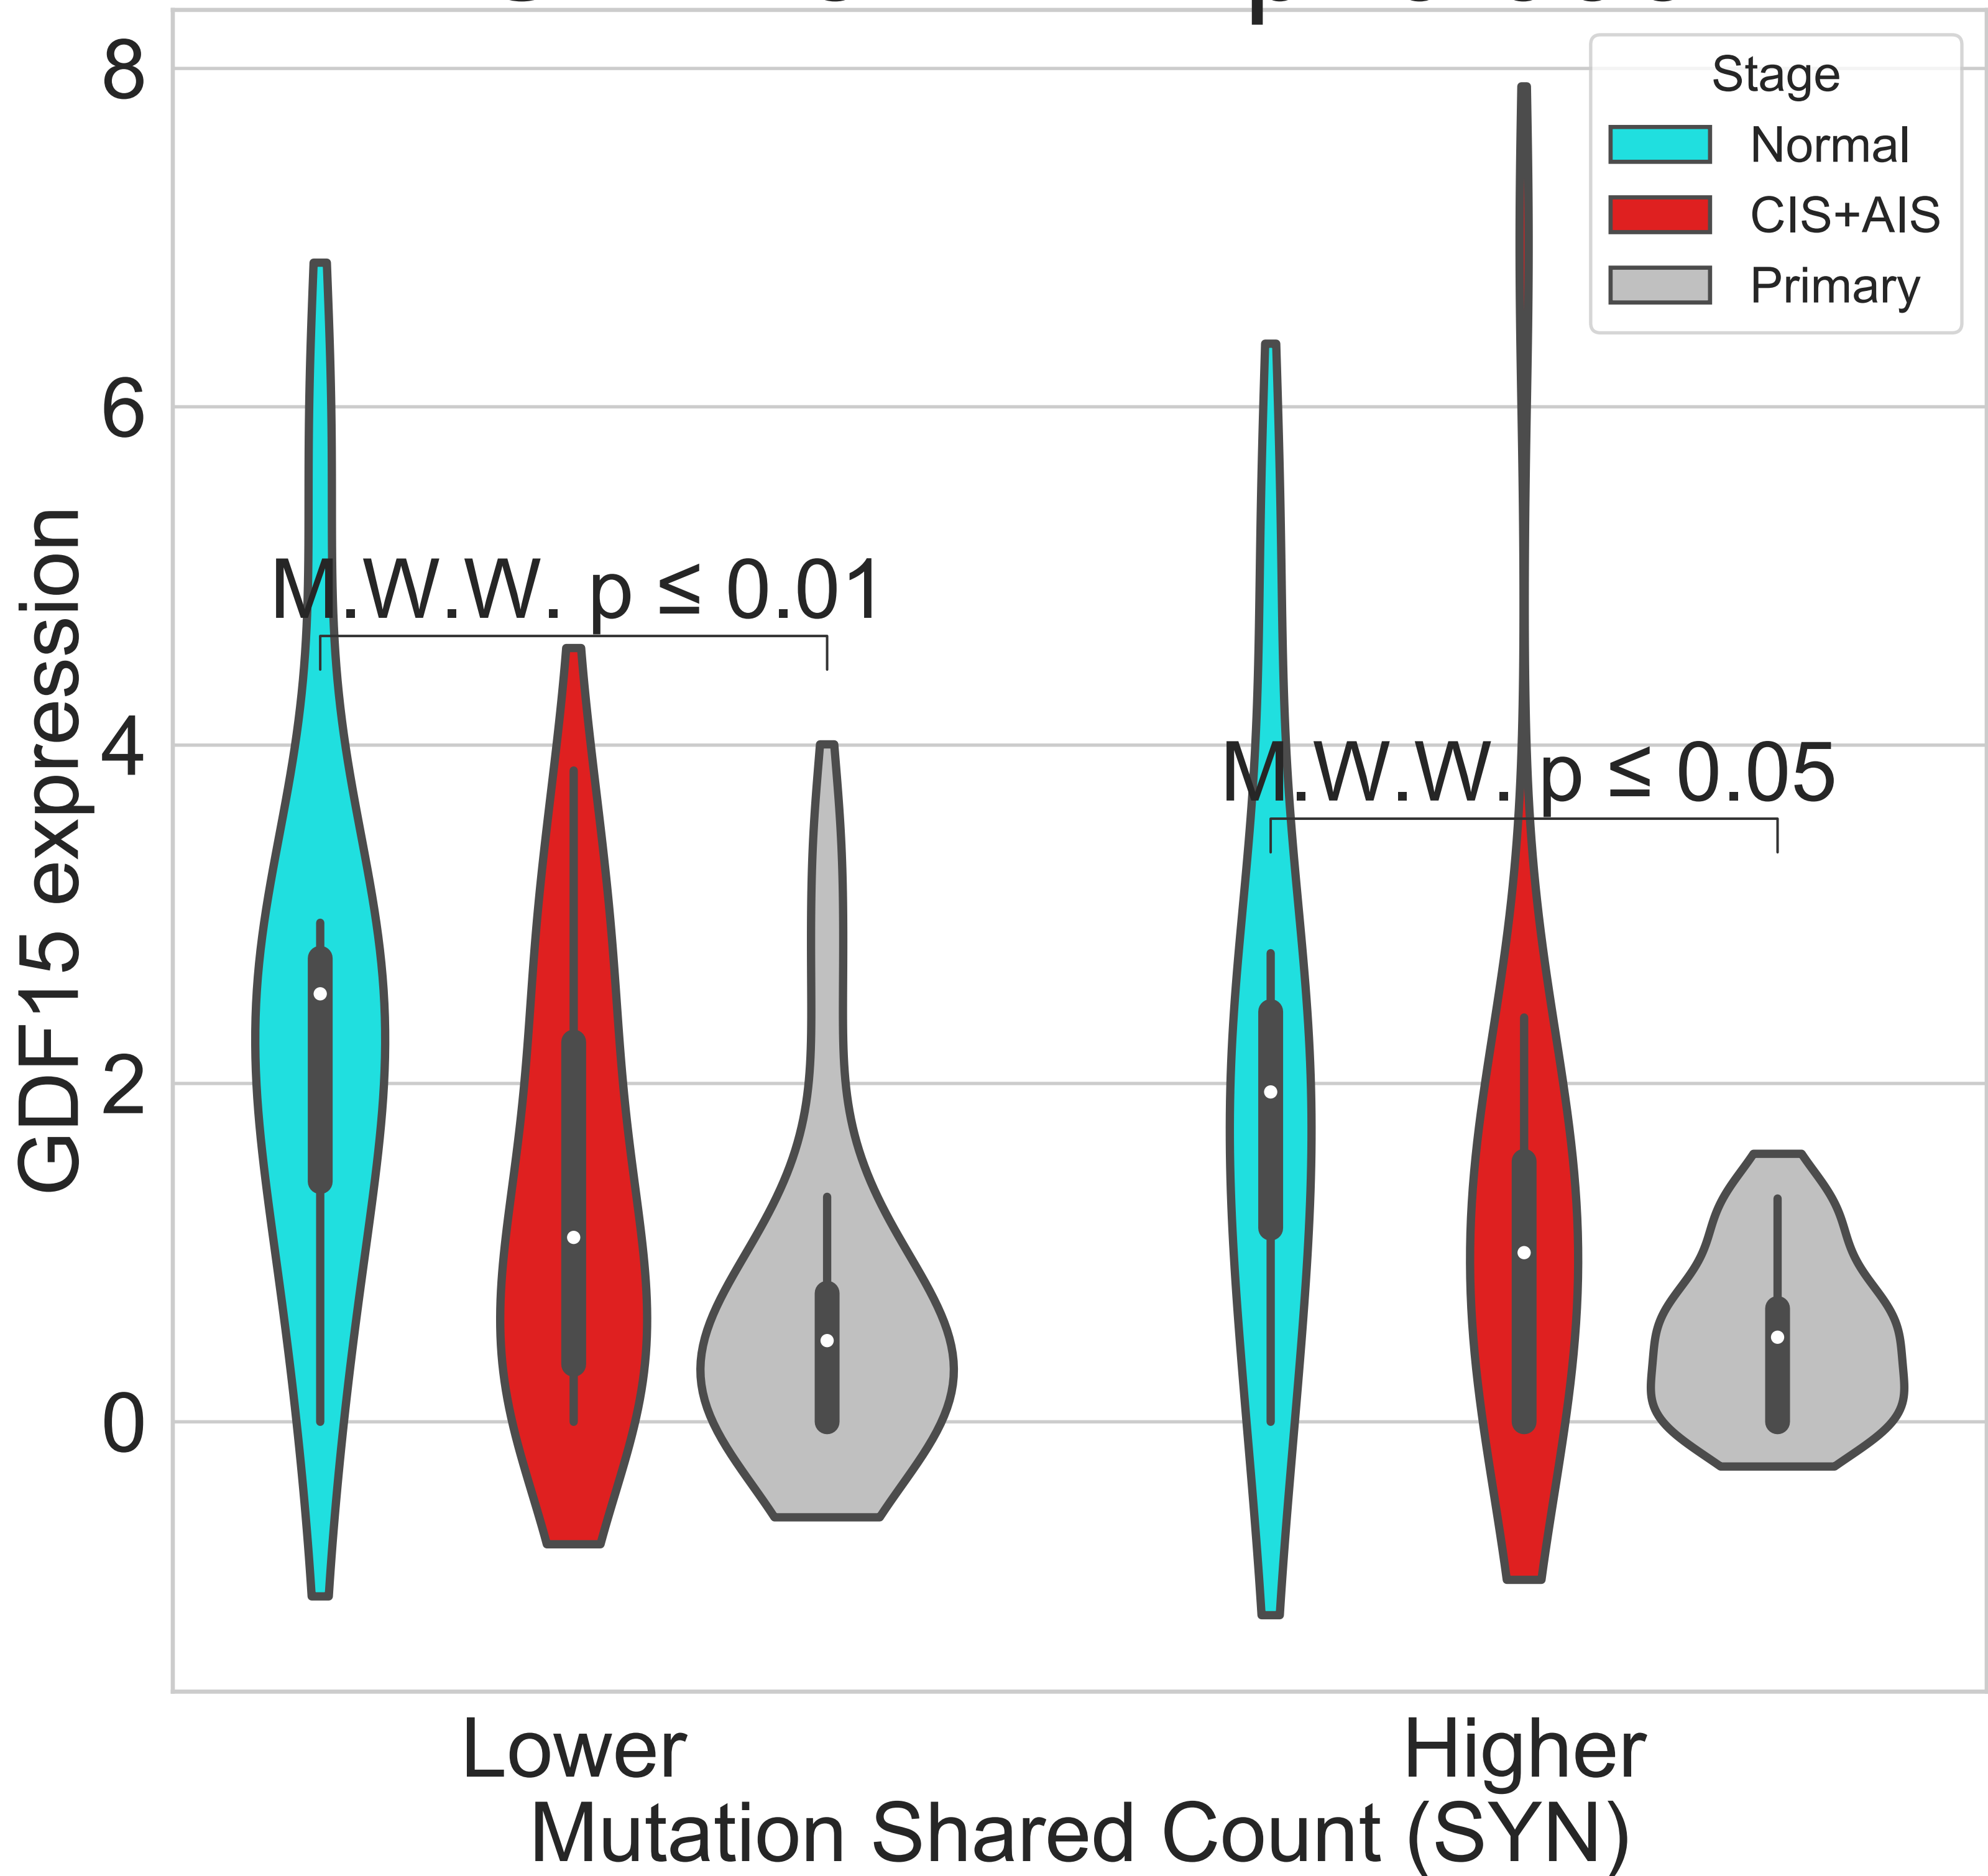 8
6
4
2
0
GDF15 expression
Stage
Normal
CIS+AIS
Primary
M.W.W. p ≤ 0.01
M.W.W. p ≤ 0.05
Lower
Higher
Mutation Shared Count (SYN)